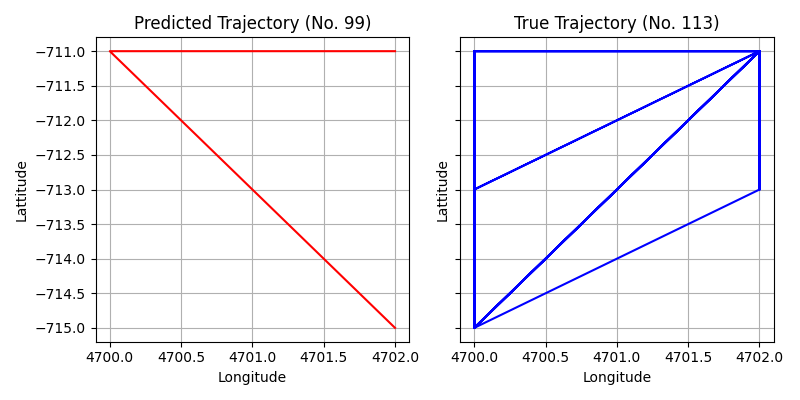 Predicted Trajectory (No. 99)
True Trajectory (No. 113)
Lattitude
−711.0
−711.5
−712.0
−712.5
−713.0
−713.5
−714.0
−714.5
−715.0
4700.0 4700.5 4701.0 4701.5 4702.0
Longitude
Lattitude
4700.0 4700.5 4701.0 4701.5 4702.0
Longitude